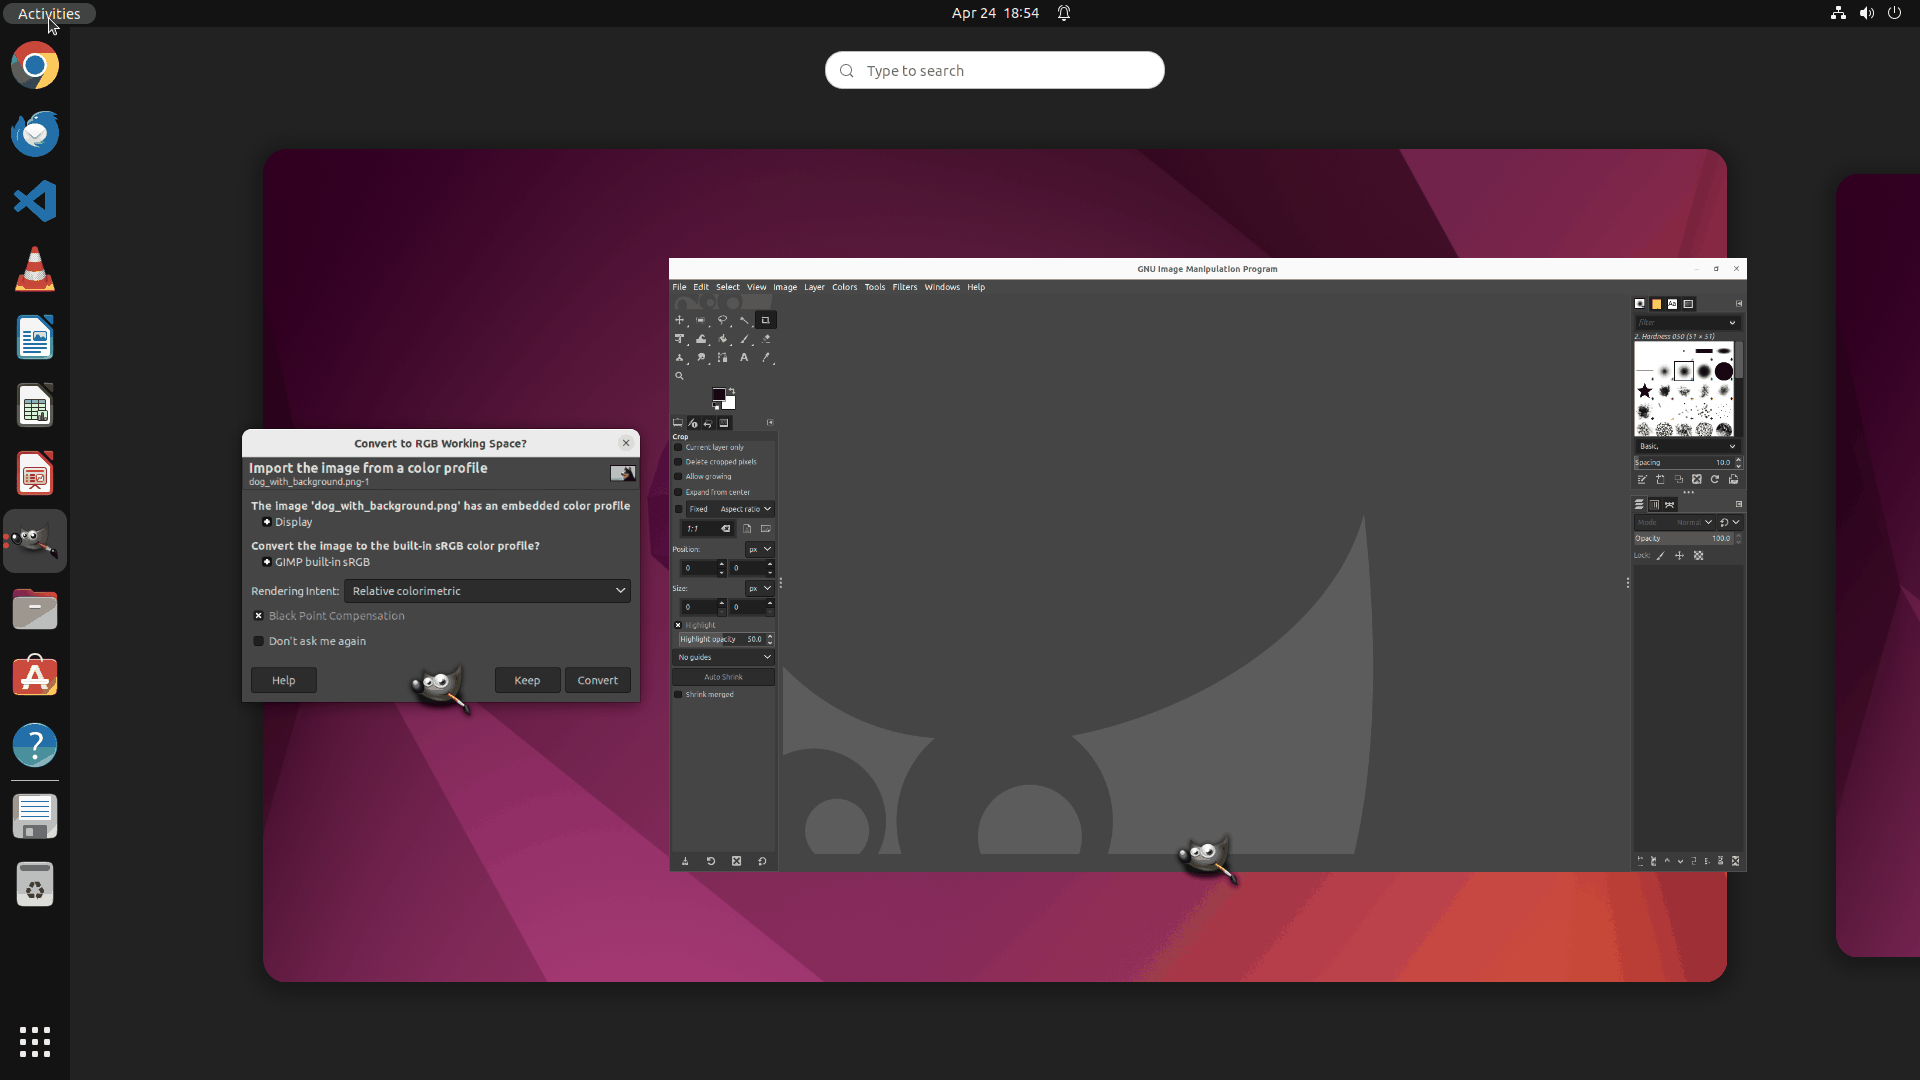 Activities
Apr 24 18:54
Type to search
Convert to RGB Working Space?
Import the image from a color profile
dog_with_background.png-1
The image 'dog_with_background.png' has an embedded color profile
Display
Convert the image to the built-in sRGB color profile?
GIMP built-in sRGB
Rendering Intent: Relative colorimetric
Black Point Compensation
Don't ask me again
Help Keep Convert
GNU Image Manipulation Program
File Edit Select View Image Layer Colors Tools Filters Windows Help
Crop
Current layer only
Delete cropped pixels
Allow growing
Expand from center
Fixed Aspect ratio
1:1
Position: px
0 0
Size: px
0 0
Highlight
Highlight opacity 50.0
No guides
Auto Shrink
Shrink merged
filter
2. Hardness 050 (51 × 51)
Basic,
Spacing 10.0
Mode Normal
Opacity 100.0
Lock: